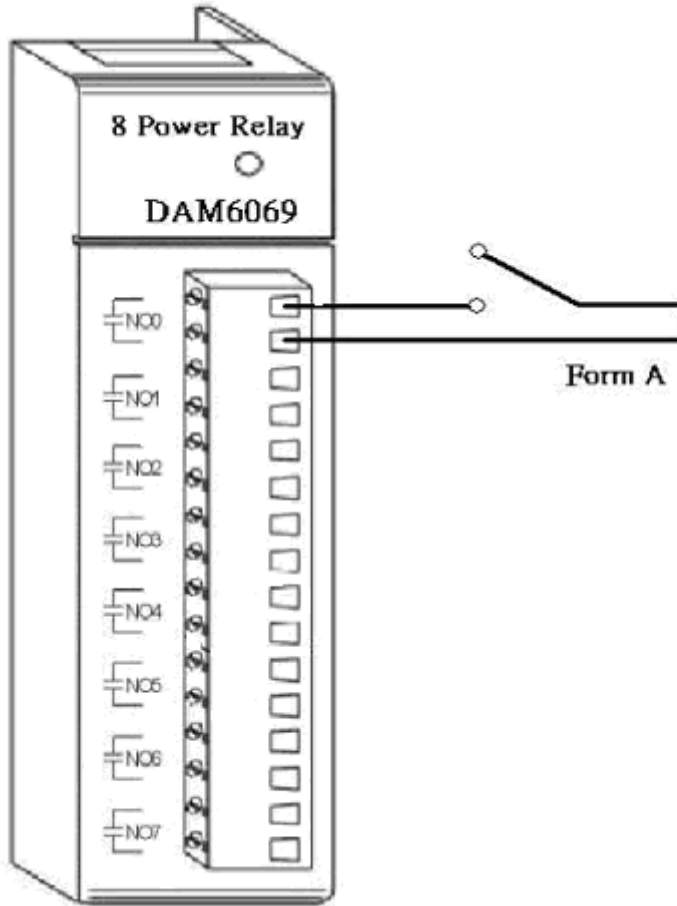 8 Power Relay
DAM6069
NO0
NO1
Form A
NO2
NO3
NO4
NO5
NO6
NO7